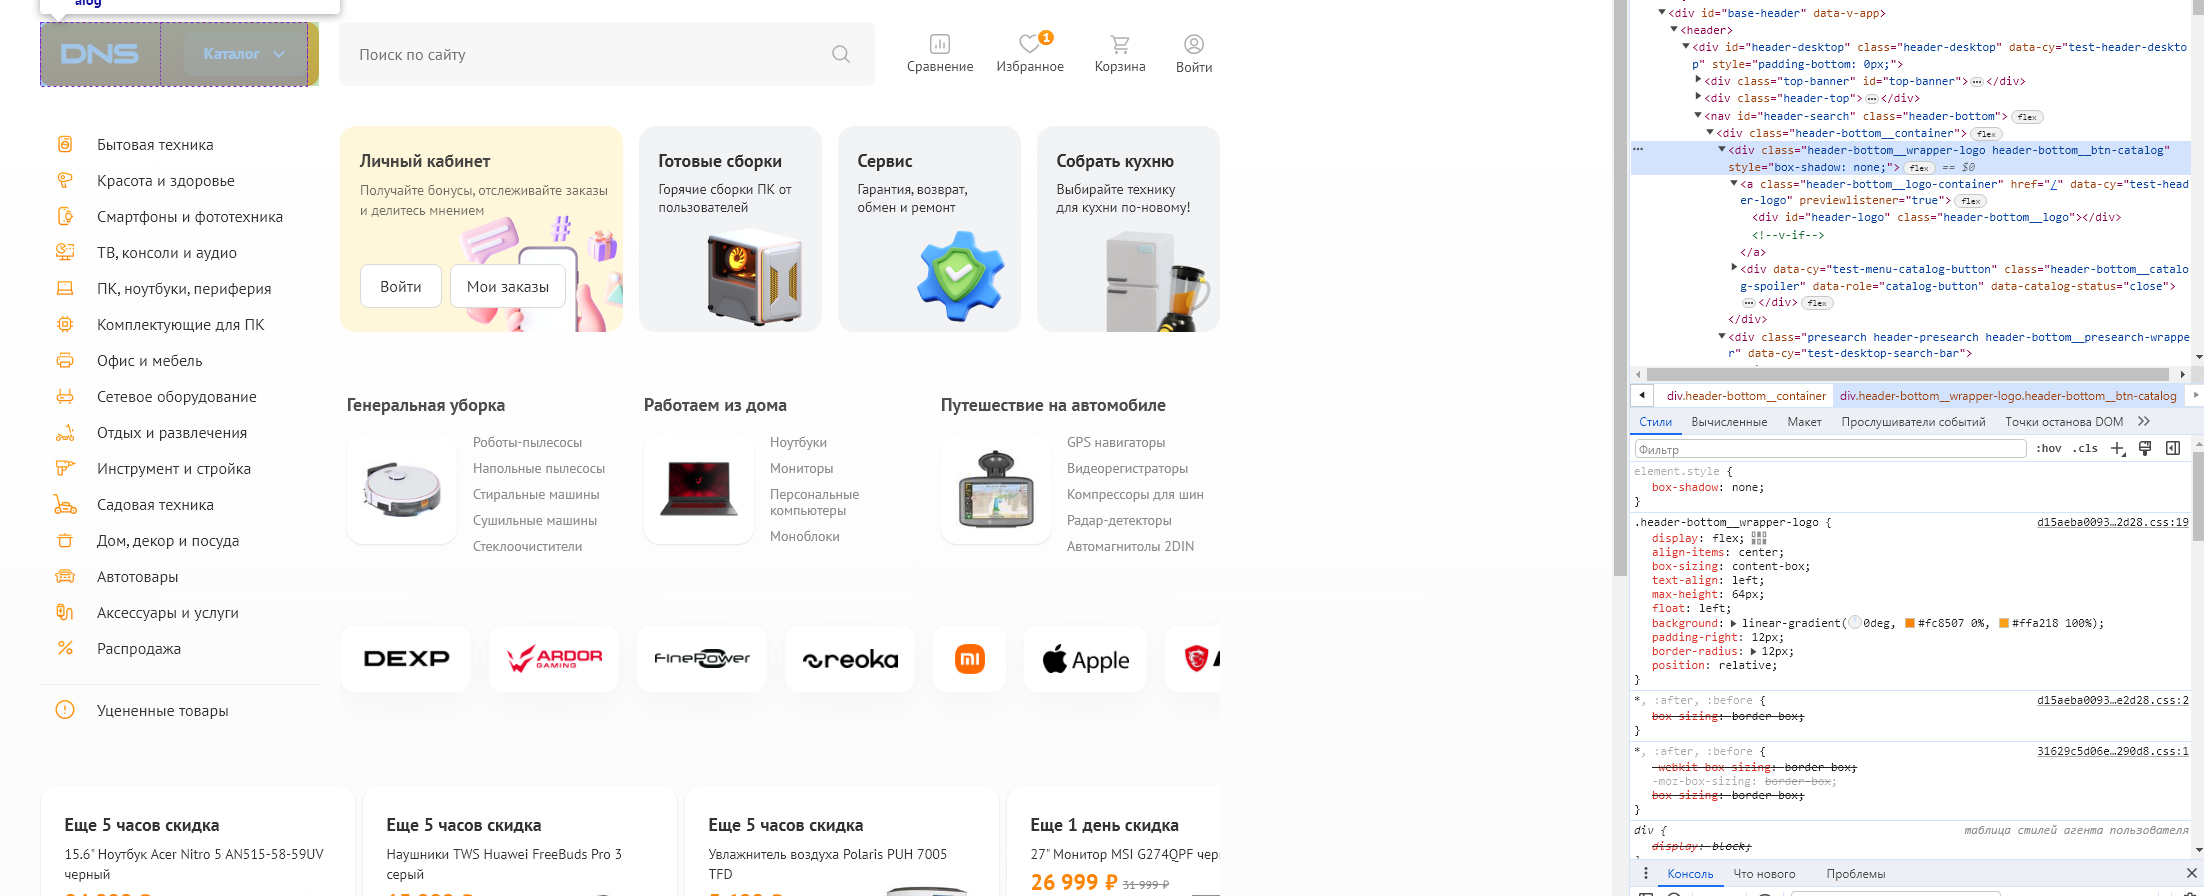 alog
DNS
Каталог
Поиск по сайту
Сравнение
Избранное
1
Корзина
Войти
Бытовая техника
Красота и здоровье
Смартфоны и фототехника
ТВ, консоли и аудио
ПК, ноутбуки, периферия
Комплектующие для ПК
Офис и мебель
Сетевое оборудование
Отдых и развлечения
Инструмент и стройка
Садовая техника
Дом, декор и посуда
Автотовары
Аксессуары и услуги
Распродажа
Уцененные товары
Личный кабинет
Получайте бонусы, отслеживайте заказы
и делитесь мнением
Войти
Мои заказы
Готовые сборки
Горячие сборки ПК от
пользователей
Сервис
Гарантия, возврат,
обмен и ремонт
Собрать кухню
Выбирайте технику
для кухни по-новому!
Генеральная уборка
Роботы-пылесосы
Напольные пылесосы
Стиральные машины
Сушильные машины
Стеклоочистители
Работаем из дома
Ноутбуки
Мониторы
Персональные
компьютеры
Моноблоки
Путешествие на автомобиле
GPS навигаторы
Видеорегистраторы
Компрессоры для шин
Радар-детекторы
Автомагнитолы 2DIN
DEXP
ARDOR
GAMING
FinePower
aреoka
mi
Apple
Еще 5 часов скидка
15.6" Ноутбук Acer Nitro 5 AN515-58-59UV
черный
Еще 5 часов скидка
Наушники TWS Huawei FreeBuds Pro 3
серый
Еще 5 часов скидка
Увлажнитель воздуха Polaris PUH 7005
TFD
Еще 1 день скидка
27" Монитор MSI G274QPF чер
26 999 ₽ 31 999 ₽
<div id="base-header" data-v-app>
<header>
<div id="header-desktop" class="header-desktop" data-cy="test-header-deskto
p" style="padding-bottom: 0px;">
<div class="top-banner" id="top-banner">⋯</div>
<div class="header-top">⋯</div>
<nav id="header-search" class="header-bottom"> flex
<div class="header-bottom__container"> flex
<div class="header-bottom__wrapper-logo header-bottom__btn-catalog"
style="box-shadow: none;"> flex == $0
<a class="header-bottom__logo-container" href="/" data-cy="test-head
er-logo" previewlistener="true"> flex
<div id="header-logo" class="header-bottom__logo"></div>
<!--v-if-->
</a>
<div data-cy="test-menu-catalog-button" class="header-bottom__catalo
g-spoiler" data-role="catalog-button" data-catalog-status="close">
⋯</div> flex
</div>
<div class="presearch header-presearch header-bottom__presearch-wrappe
r" data-cy="test-desktop-search-bar">
div.header-bottom__container
div.header-bottom__wrapper-logo.header-bottom__btn-catalog
Стили
Вычисленные
Макет
Прослушиватели событий
Точки останова DOM
Фильтр
:hov
.cls
element.style {
box-shadow: none;
}
.header-bottom__wrapper-logo { d15aeba0093…2d28.css:19
display: flex;
align-items: center;
box-sizing: content-box;
text-align: left;
max-height: 64px;
float: left;
background: linear-gradient(0deg, #fc8507 0%, #ffa218 100%);
padding-right: 12px;
border-radius: 12px;
position: relative;
}
*, :after, :before { d15aeba0093…e2d28.css:2
box-sizing: border-box;
}
*, :after, :before { 31629c5d06e…290d8.css:1
-webkit-box-sizing: border-box;
-moz-box-sizing: border-box;
box-sizing: border-box;
}
div { таблица стилей агента пользователя
display: block;
Консоль
Что нового
Проблемы